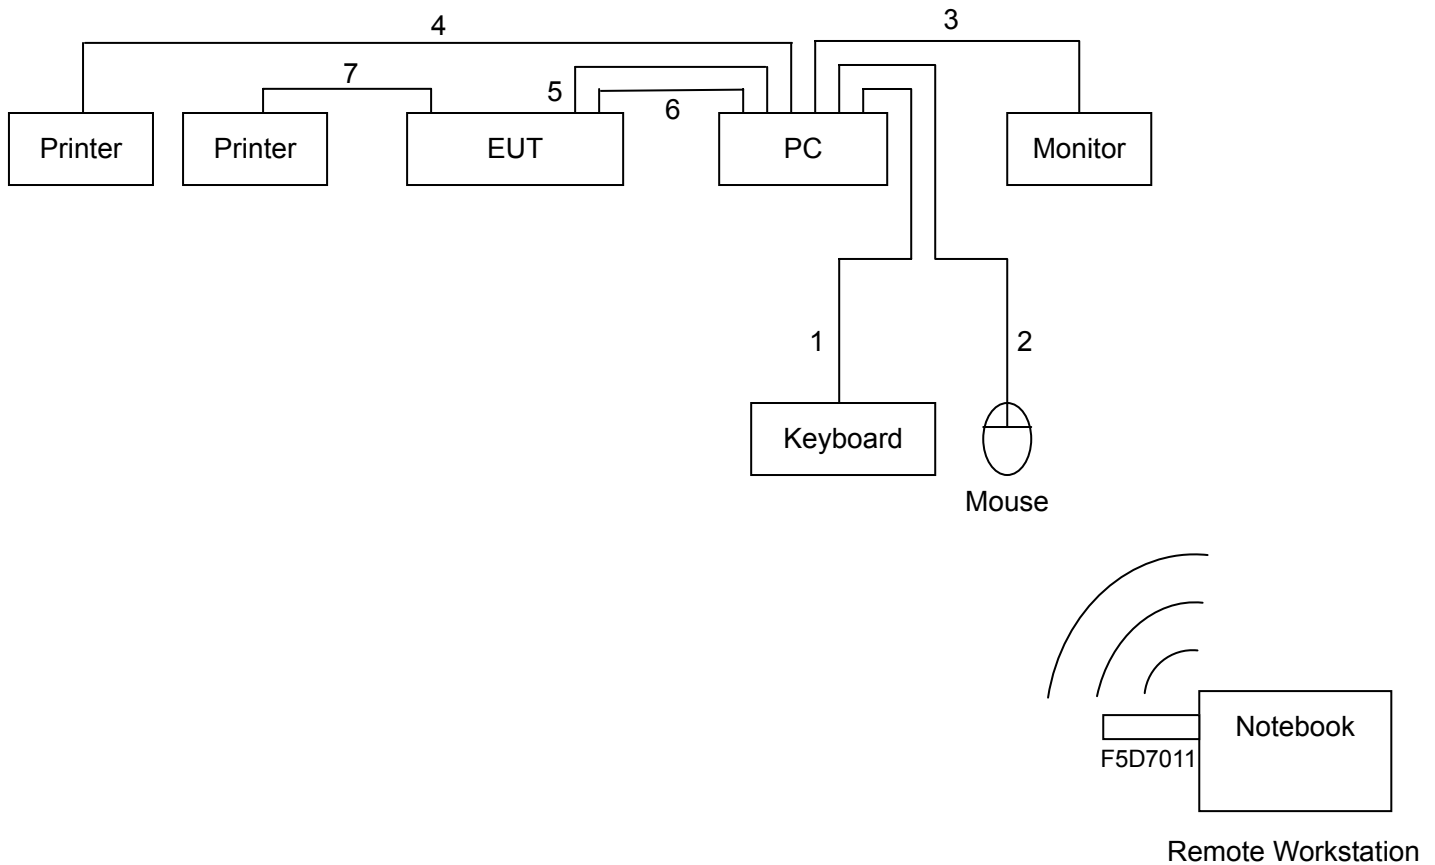 4
3
7
5
6
Printer
Printer
EUT
PC
Monitor
1
2
Keyboard
Mouse
Notebook
F5D7011
Remote Workstation